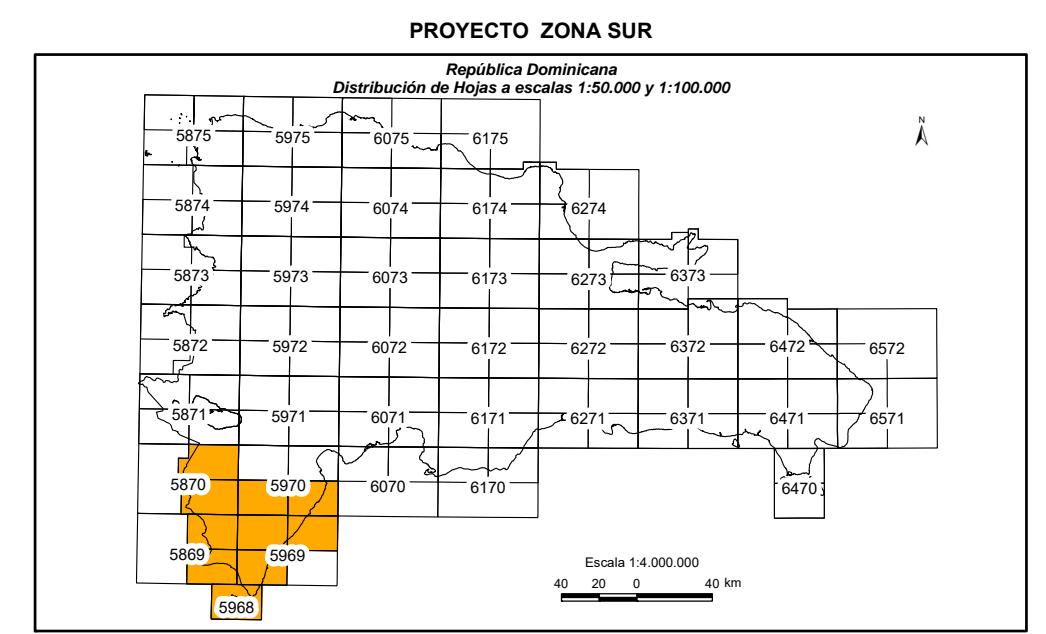 PROYECTO ZONA SUR
República Dominicana
Distribución de Hojas a escalas 1:50.000 y 1:100.000
N
5875 5975 6075 6175
5874 5974 6074 6174 6274
5873 5973 6073 6173 6273 6373
5872 5972 6072 6172 6272 6372 6472 6572
5871 5971 6071 6171 6271 6371 6471 6571
5870 5970 6070 6170 6470
5869 5969
Escala 1:4.000.000
40 20 0 40 km
5968